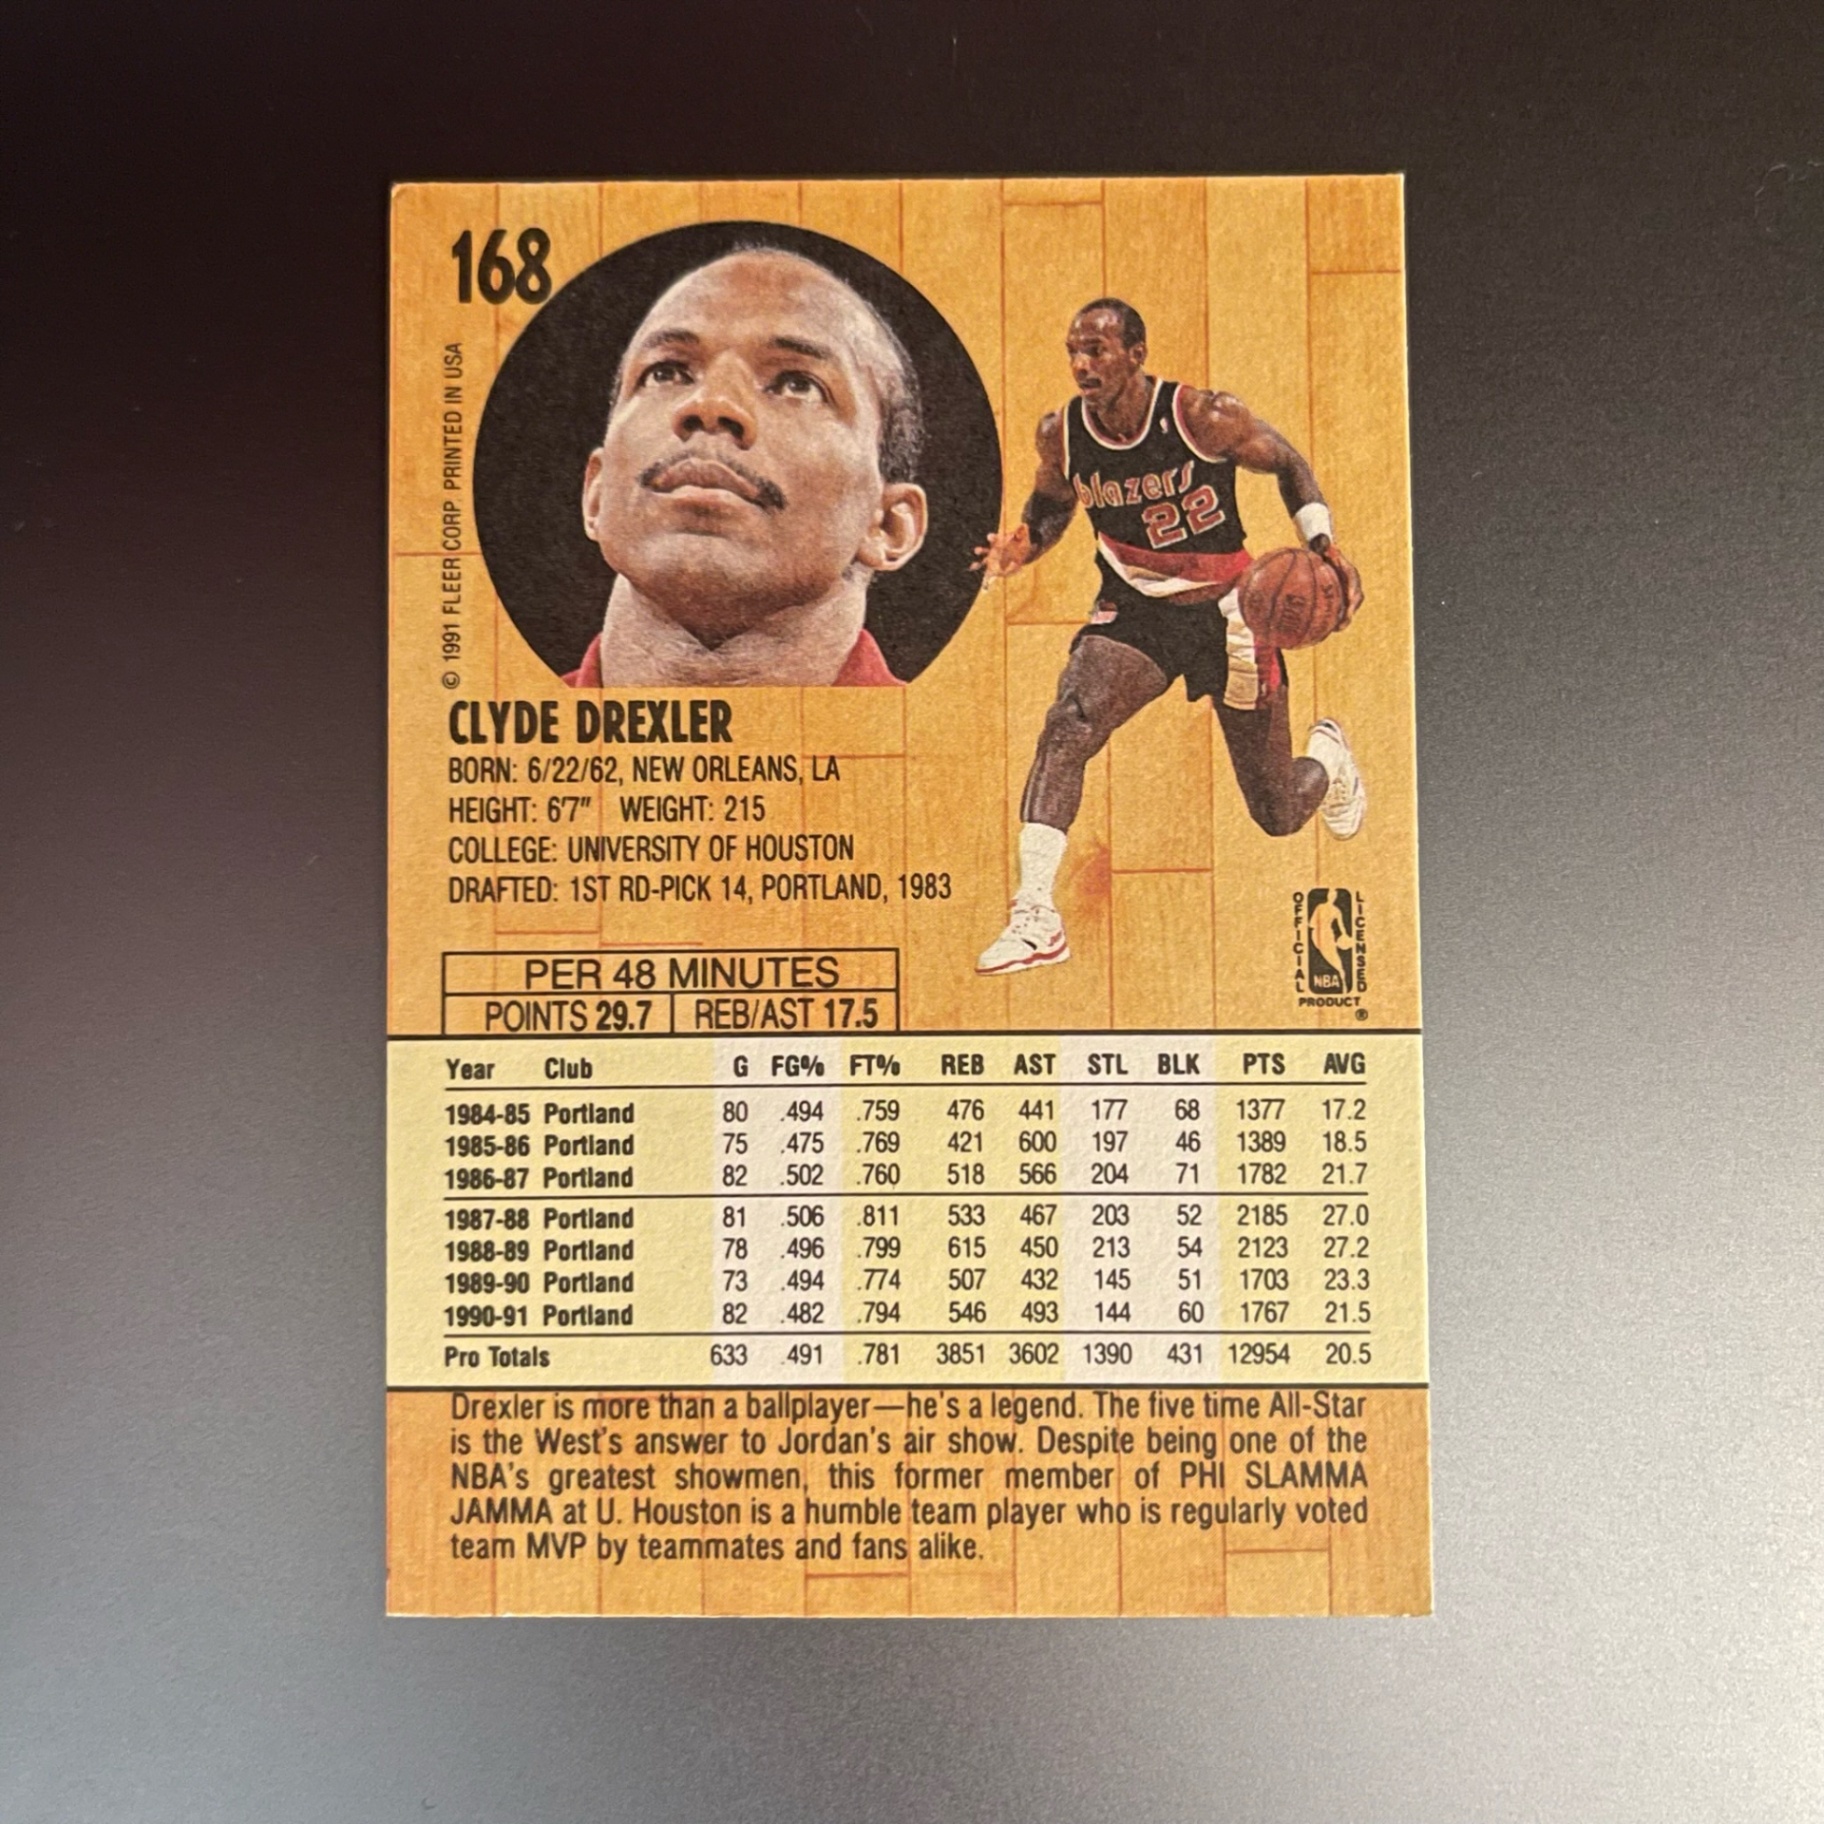 168
© 1991 FLEER CORP. PRINTED IN USA
blazers
22
CLYDE DREXLER
BORN: 6/22/62, NEW ORLEANS, LA
HEIGHT: 6'7" WEIGHT: 215
COLLEGE: UNIVERSITY OF HOUSTON
DRAFTED: 1ST RD-PICK 14, PORTLAND, 1983
OFFICIAL
LICENSED
NBA
PRODUCT
®
PER 48 MINUTES
POINTS 29.7 REB/AST 17.5
Year Club G FG% FT% REB AST STL BLK PTS AVG
1984-85 Portland 80 .494 .759 476 441 177 68 1377 17.2
1985-86 Portland 75 .475 .769 421 600 197 46 1389 18.5
1986-87 Portland 82 .502 .760 518 566 204 71 1782 21.7
1987-88 Portland 81 .506 .811 533 467 203 52 2185 27.0
1988-89 Portland 78 .496 .799 615 450 213 54 2123 27.2
1989-90 Portland 73 .494 .774 507 432 145 51 1703 23.3
1990-91 Portland 82 .482 .794 546 493 144 60 1767 21.5
Pro Totals 633 .491 .781 3851 3602 1390 431 12954 20.5
Drexler is more than a ballplayer—he's a legend. The five time All-Star
is the West's answer to Jordan's air show. Despite being one of the
NBA's greatest showmen, this former member of PHI SLAMMA
JAMMA at U. Houston is a humble team player who is regularly voted
team MVP by teammates and fans alike.